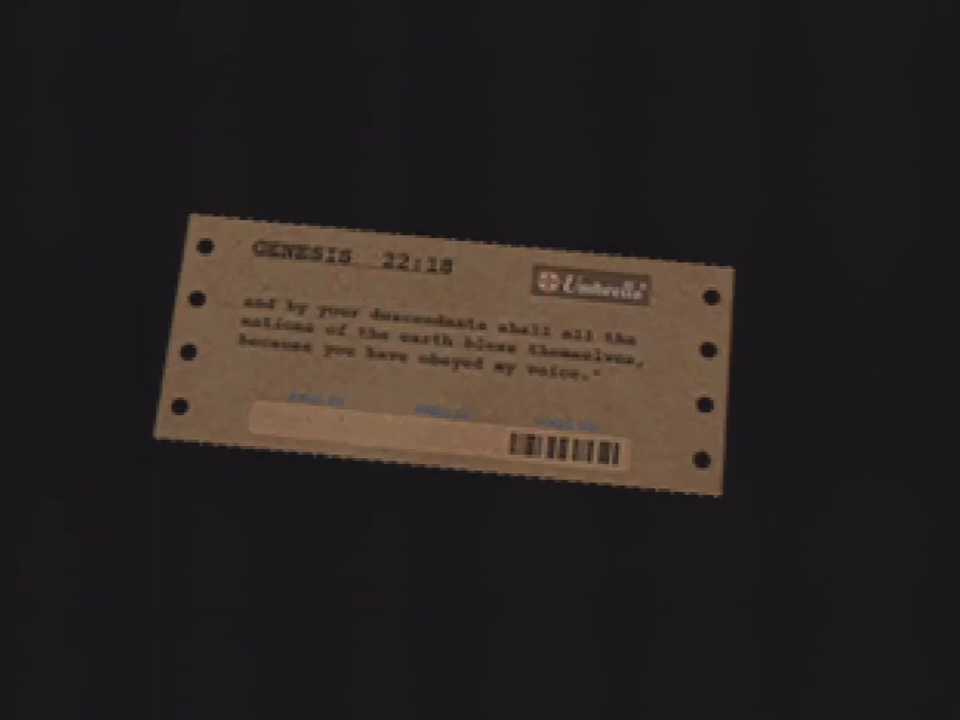 GENESIS 22:18
Umbrella
and by your descendants shall all the
nations of the earth bless themselves,
because you have obeyed my voice."